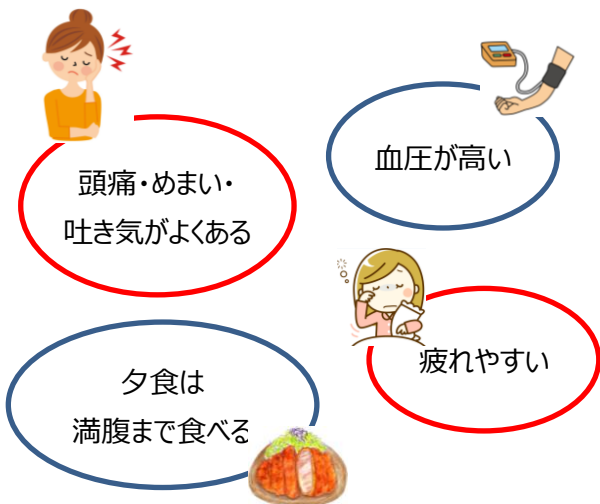 頭痛・めまい・
吐き気がよくある
血圧が高い
疲れやすい
夕食は
満腹まで食べる